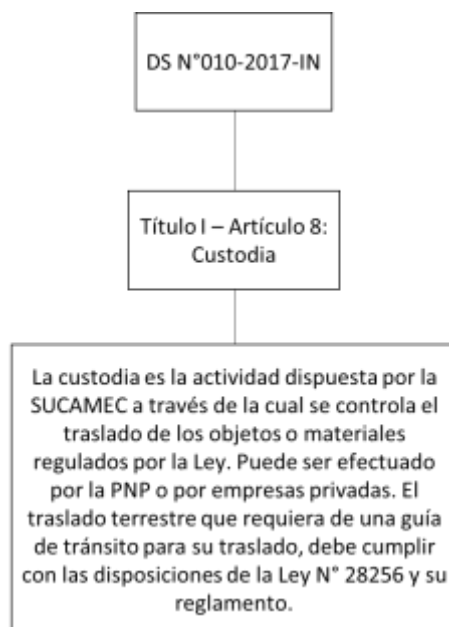 DS N°010-2017-IN
Título I – Artículo 8:
Custodia
La custodia es la actividad dispuesta por la
SUCAMEC a través de la cual se controla el
traslado de los objetos o materiales
regulados por la Ley. Puede ser efectuado
por la PNP o por empresas privadas. El
traslado terrestre que requiera de una guía
de tránsito para su traslado, debe cumplir
con las disposiciones de la Ley N° 28256 y su
reglamento.